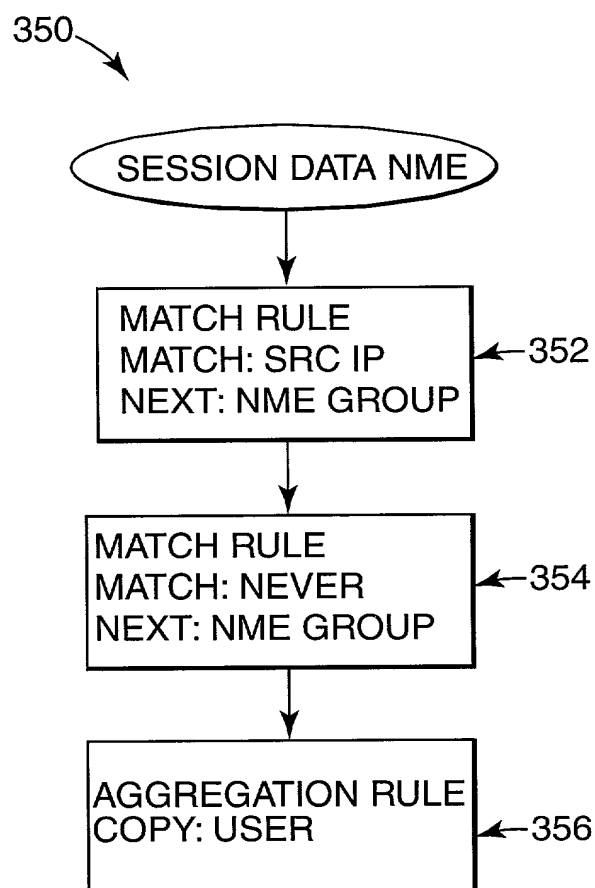 350
SESSION DATA NME
MATCH RULE
MATCH: SRC IP
NEXT: NME GROUP
352
MATCH RULE
MATCH: NEVER
NEXT: NME GROUP
354
AGGREGATION RULE
COPY: USER
356